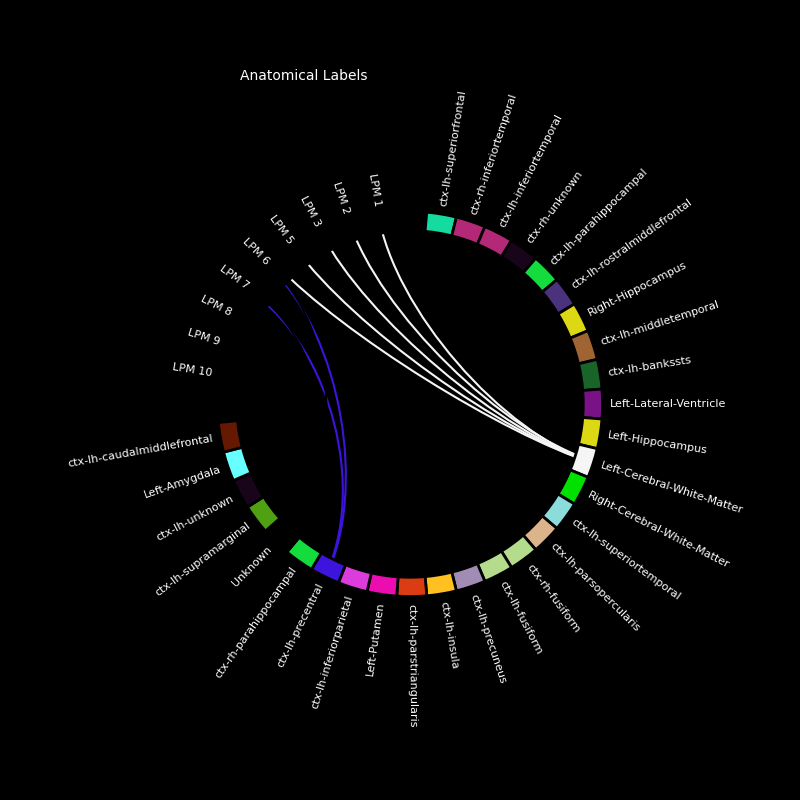 Anatomical Labels
ctx-lh-superiorfrontal
ctx-rh-inferiortemporal
ctx-lh-inferiortemporal
ctx-rh-unknown
ctx-lh-parahippocampal
ctx-lh-rostralmiddlefrontal
Right-Hippocampus
ctx-lh-middletemporal
ctx-lh-bankssts
Left-Lateral-Ventricle
Left-Hippocampus
Left-Cerebral-White-Matter
Right-Cerebral-White-Matter
ctx-lh-superiortemporal
ctx-lh-parsopercularis
ctx-rh-fusiform
ctx-lh-fusiform
ctx-lh-precuneus
ctx-lh-insula
ctx-lh-parstriangularis
Left-Putamen
ctx-lh-inferiorparietal
ctx-lh-precentral
ctx-rh-parahippocampal
Unknown
ctx-lh-supramarginal
ctx-lh-unknown
Left-Amygdala
ctx-lh-caudalmiddlefrontal
LPM 10
LPM 9
LPM 8
LPM 7
LPM 6
LPM 5
LPM 3
LPM 2
LPM 1